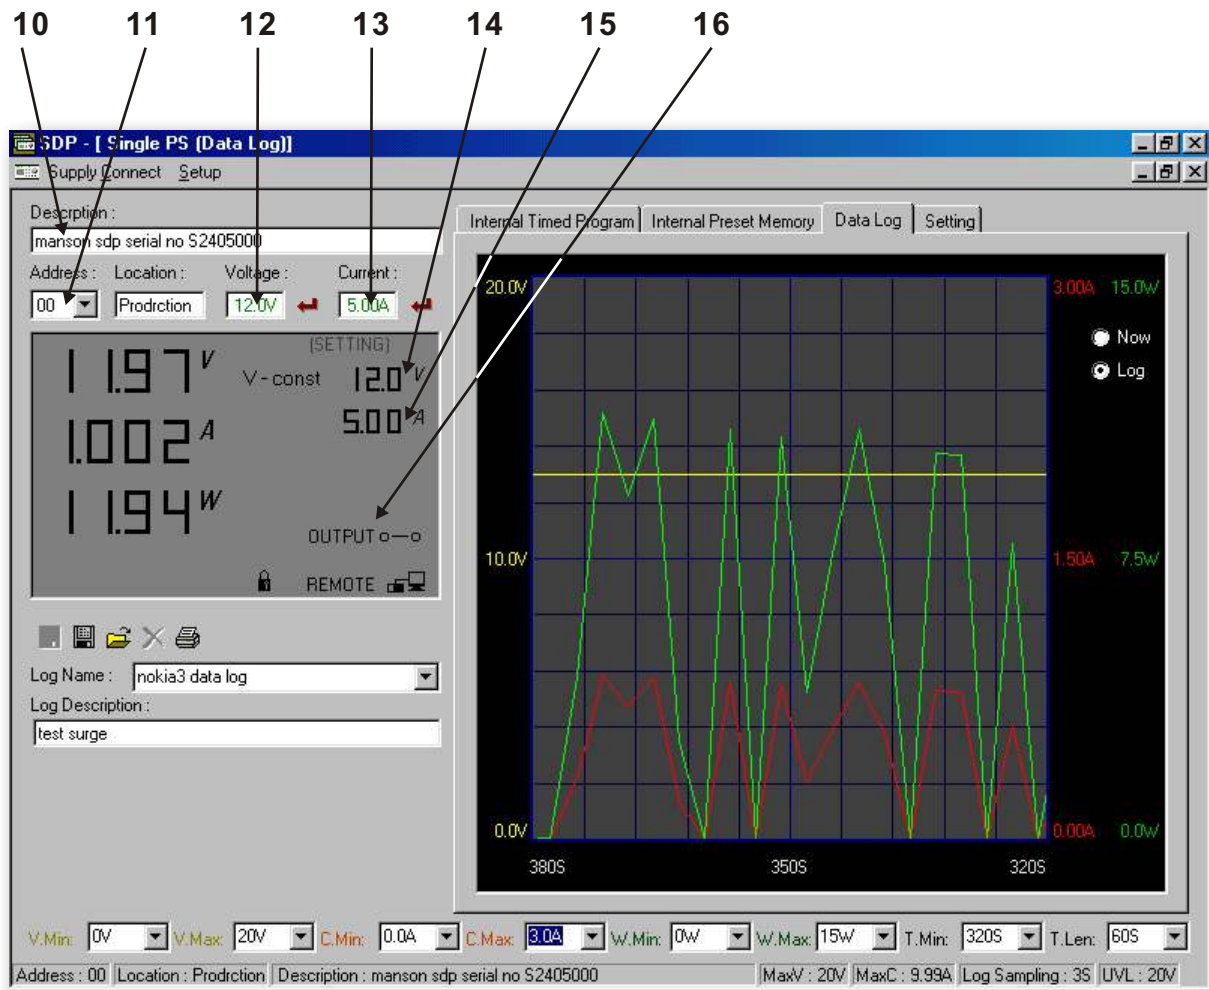 10 11 12 13 14 15 16
SDP - [ Single PS (Data Log)]
Supply Connect Setup
Descrption :
manson sdp serial no S2405000
Address : Location : Voltage : Current :
00 Prodrction 12.0V 5.00A
(SETTING)
11.97 V V-const 12.0 V
1.002 A 5.00 A
11.94 W
OUTPUT
REMOTE
Log Name : nokia3 data log
Log Description :
test surge
Internal Timed Program Internal Preset Memory Data Log Setting
20.0V 3.00A 15.0W
Now
Log
10.0V 1.50A 7.5W
0.0V 0.00A 0.0W
380S 350S 320S
V.Min: 0V V.Max: 20V C.Min: 0.0A C.Max: 3.0A W.Min: 0W W.Max: 15W T.Min: 320S T.Len: 60S
Address : 00 Location : Prodrction Description : manson sdp serial no S2405000 MaxV : 20V MaxC : 9.99A Log Sampling : 3S UVL : 20V